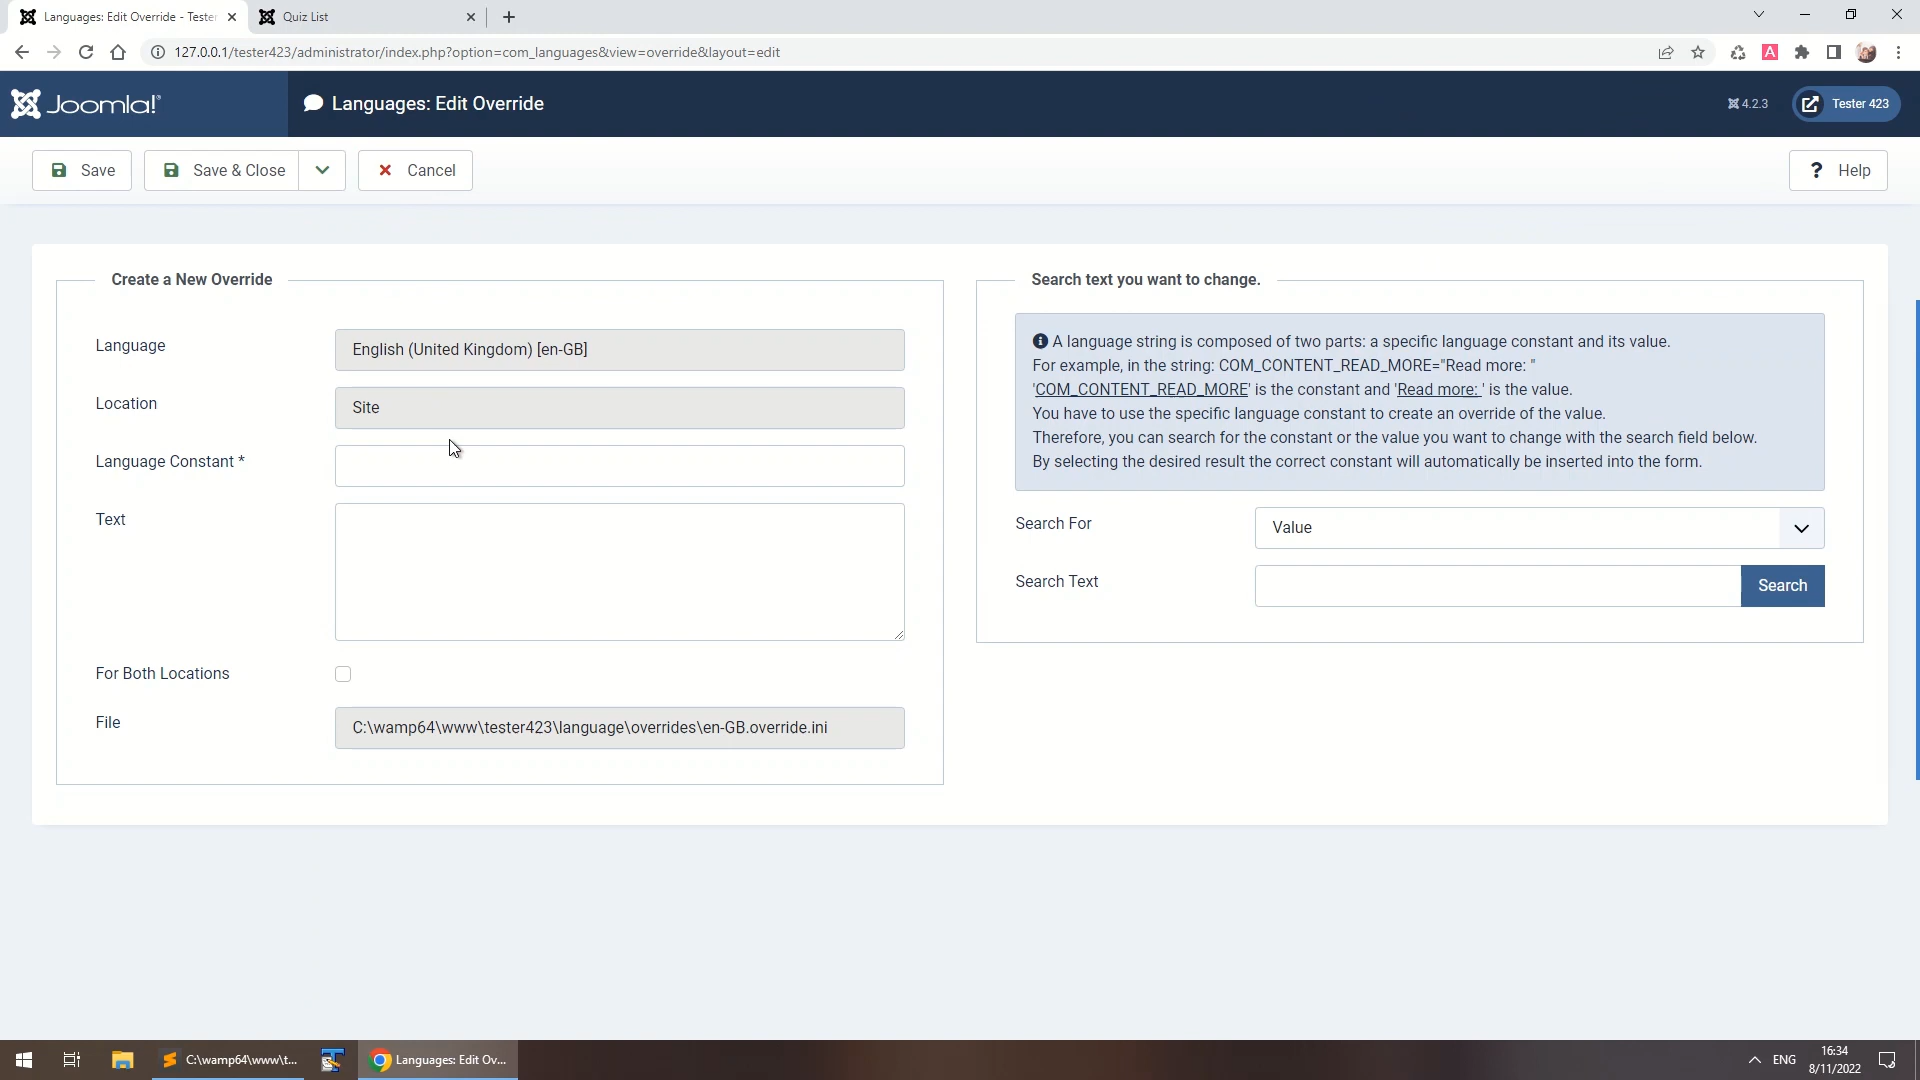 Languages: Edit Override - Tester
Quiz List
127.0.0.1/tester423/administrator/index.php?option=com_languages&view=override&layout=edit
A
Joomla!®
Languages: Edit Override
4.2.3
Tester 423
Save
Save & Close
Cancel
? Help
Create a New Override
Language
English (United Kingdom) [en-GB]
Location
Site
Language Constant *
Text
For Both Locations
File
C:\wamp64\www\tester423\language\overrides\en-GB.override.ini
Search text you want to change.
A language string is composed of two parts: a specific language constant and its value.
For example, in the string: COM_CONTENT_READ_MORE="Read more: "
'COM_CONTENT_READ_MORE' is the constant and 'Read more: ' is the value.
You have to use the specific language constant to create an override of the value.
Therefore, you can search for the constant or the value you want to change with the search field below.
By selecting the desired result the correct constant will automatically be inserted into the form.
Search For
Value
Search Text
Search
C:\wamp64\www\t...
Languages: Edit Ov...
ENG
16:34
8/11/2022